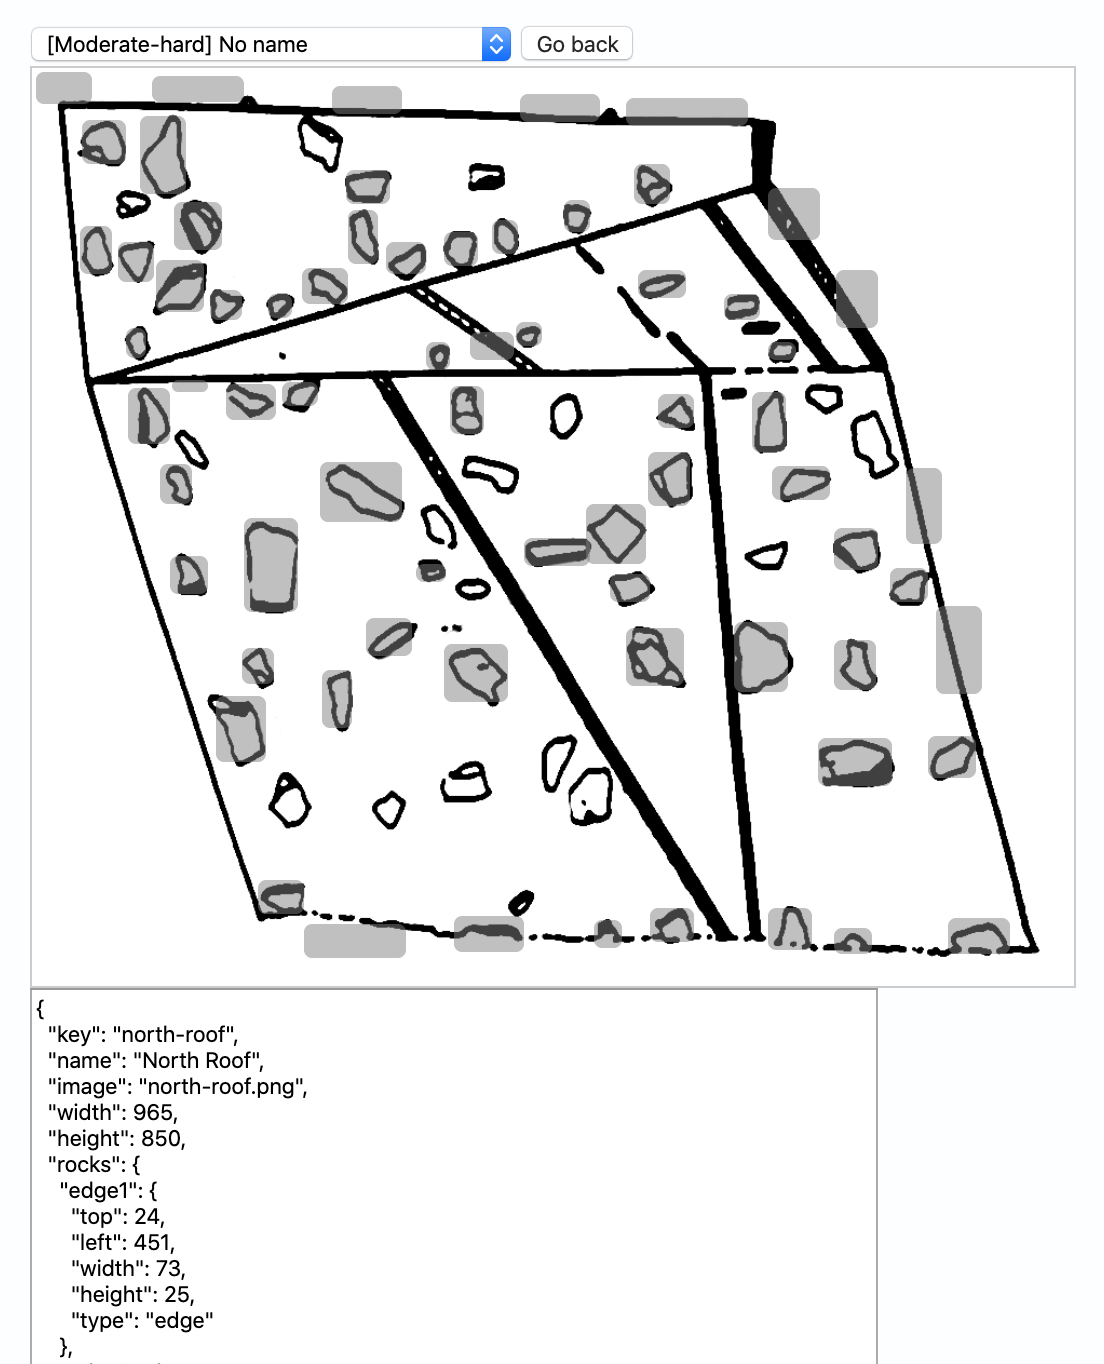 [Moderate-hard] No name
Go back
{
"key": "north-roof",
"name": "North Roof",
"image": "north-roof.png",
"width": 965,
"height": 850,
"rocks": {
"edge1": {
"top": 24,
"left": 451,
"width": 73,
"height": 25,
"type": "edge"
},